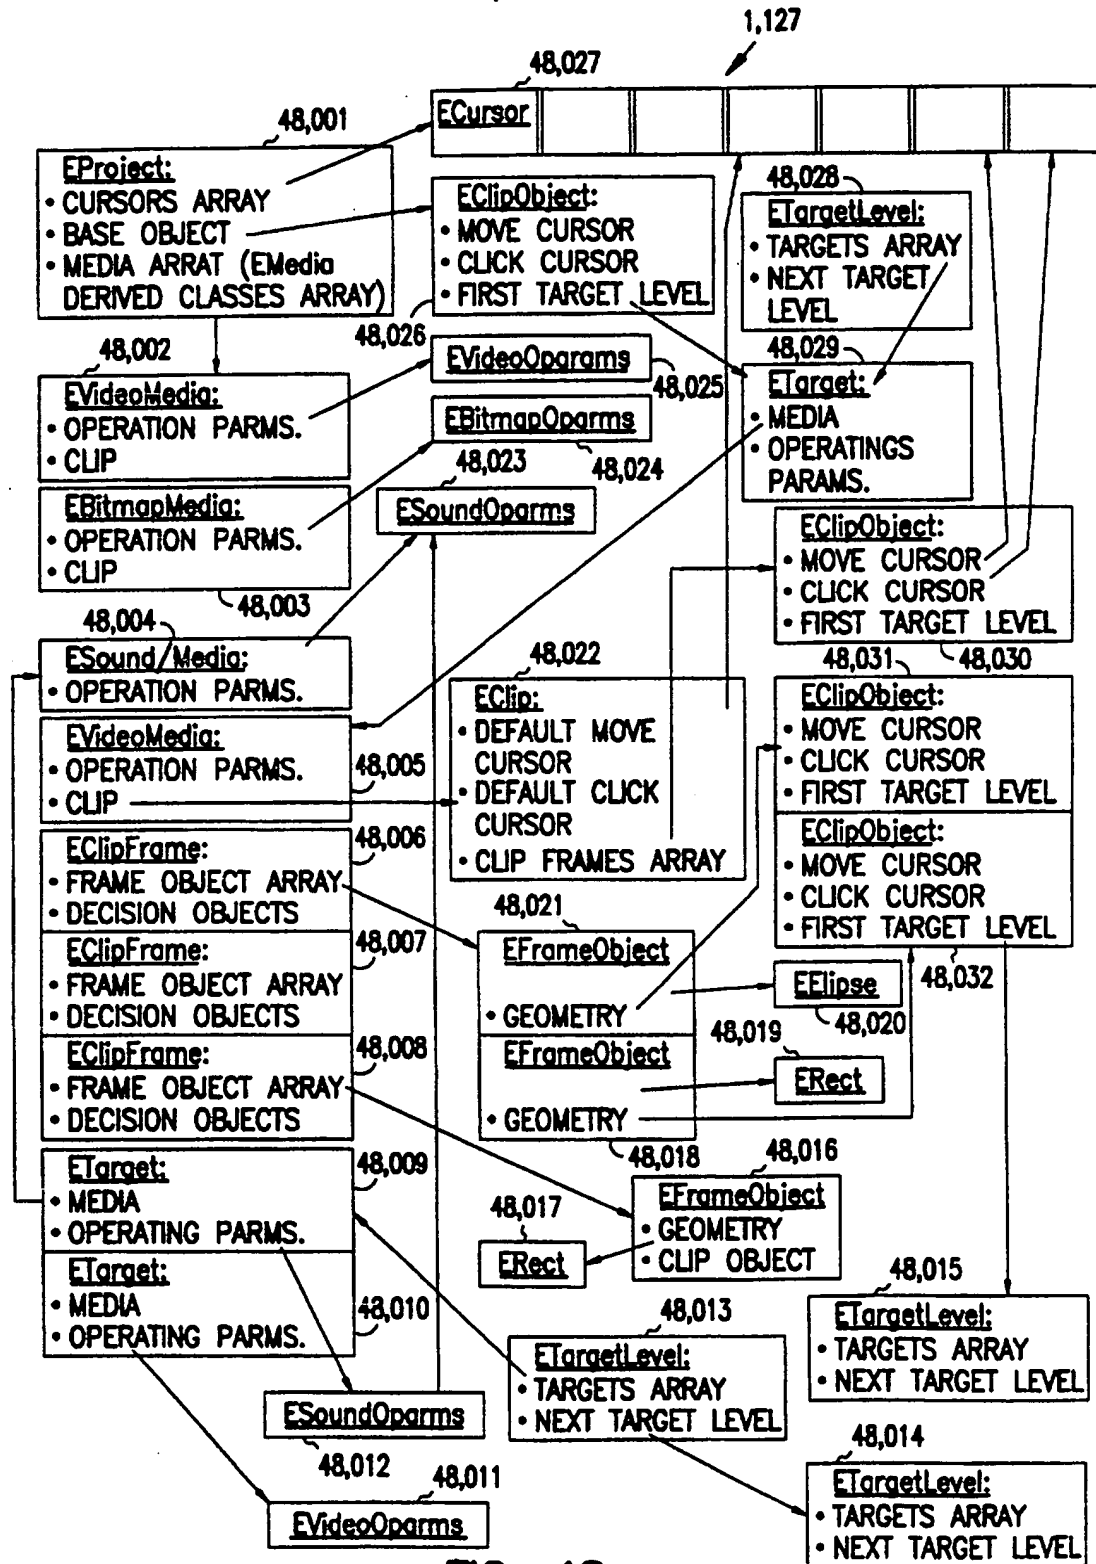 1,127
48,027
ECursor
48,001
EProject:
• CURSORS ARRAY
• BASE OBJECT
• MEDIA ARRAT (EMedia
DERIVED CLASSES ARRAY)
EClipObject:
• MOVE CURSOR
• CLICK CURSOR
• FIRST TARGET LEVEL
48,026
48,028
ETargetLevel:
• TARGETS ARRAY
• NEXT TARGET
LEVEL
48,029
ETarget:
• MEDIA
• OPERATINGS
PARAMS.
48,002
EVideoMedia:
• OPERATION PARMS.
• CLIP
EVideoOparams
48,025
EBitmapOparms
48,024
EBitmapMedia:
• OPERATION PARMS.
• CLIP
48,003
48,023
ESoundOparms
EClipObject:
• MOVE CURSOR
• CLICK CURSOR
• FIRST TARGET LEVEL
48,030
48,004
ESound/Media:
• OPERATION PARMS.
EVideoMedia:
• OPERATION PARMS.
• CLIP
48,005
48,022
EClip:
• DEFAULT MOVE
CURSOR
• DEFAULT CLICK
CURSOR
• CLIP FRAMES ARRAY
48,031
EClipObject:
• MOVE CURSOR
• CLICK CURSOR
• FIRST TARGET LEVEL
EClipObject:
• MOVE CURSOR
• CLICK CURSOR
• FIRST TARGET LEVEL
48,032
EClipFrame:
• FRAME OBJECT ARRAY
• DECISION OBJECTS
48,006
EClipFrame:
• FRAME OBJECT ARRAY
• DECISION OBJECTS
48,007
EClipFrame:
• FRAME OBJECT ARRAY
• DECISION OBJECTS
48,008
48,021
EFrameObject
• GEOMETRY
EFrameObject
• GEOMETRY
48,018
EElipse
48,020
48,019
ERect
ETarget:
• MEDIA
• OPERATING PARMS.
48,009
ETarget:
• MEDIA
• OPERATING PARMS.
48,010
48,016
EFrameObject
• GEOMETRY
• CLIP OBJECT
48,017
ERect
48,013
ETargetLevel:
• TARGETS ARRAY
• NEXT TARGET LEVEL
48,015
ETargetLevel:
• TARGETS ARRAY
• NEXT TARGET LEVEL
ESoundOparms
48,012
48,011
EVideoOparms
48,014
ETargetLevel:
• TARGETS ARRAY
• NEXT TARGET LEVEL